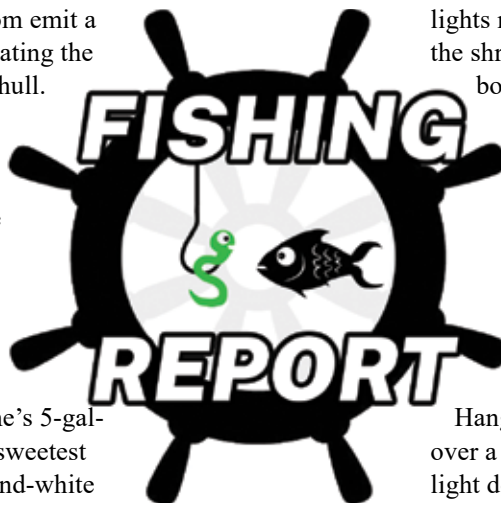 om emit a
ating the
hull.
FISHING
REPORT
ne's 5-gal-
sweetest
nd-white
lights
the shr
bo
Hang
over a
light d